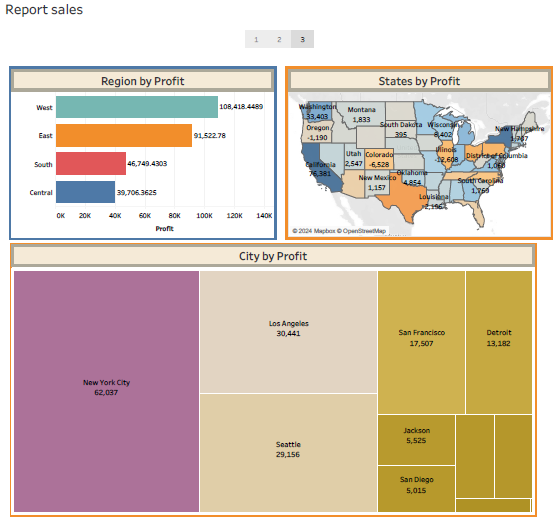 Report sales
1 2 3
Region by Profit
West 108,418.4489
East 91,522.78
South 46,749.4303
Central 39,706.3625
0K 20K 40K 60K 80K 100K 120K 140K
Profit
States by Profit
Washington
33,403
Montana
1,833
Oregon
-1,190
South Dakota
395
Wisconsin
8,402
New Hampshire
1,707
California
76,381
Utah
2,547
Colorado
-6,528
Illinois
-12,608
District of Columbia
1,060
New Mexico
1,157
Oklahoma
4,854
South Carolina
1,769
Louisiana
2,196
© 2024 Mapbox © OpenStreetMap
City by Profit
New York City
62,037
Los Angeles
30,441
Seattle
29,156
San Francisco
17,507
Detroit
13,182
Jackson
5,525
San Diego
5,015